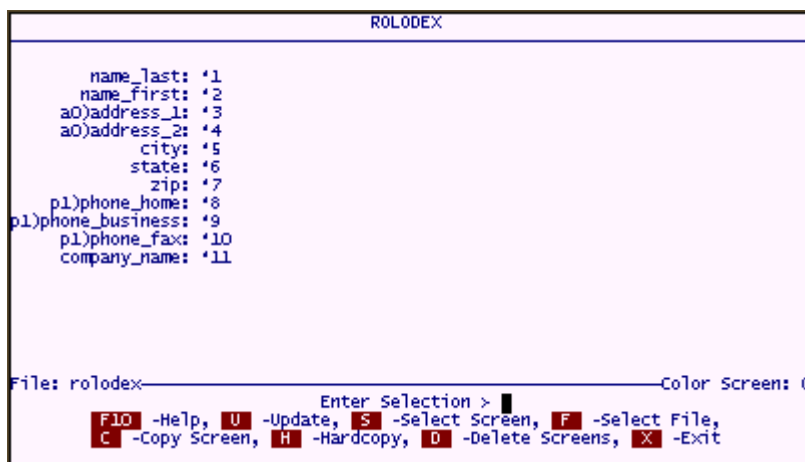 ROLODEX
name_last: '1
name_first: '2
a0)address_1: '3
a0)address_2: '4
city: '5
state: '6
zip: '7
p1)phone_home: '8
p1)phone_business: '9
p1)phone_fax: '10
company_name: '11
File: rolodex Color Screen: 0
Enter Selection >
F10 -Help, U -Update, S -Select Screen, F -Select File,
C -Copy Screen, H -Hardcopy, D -Delete Screens, X -Exit